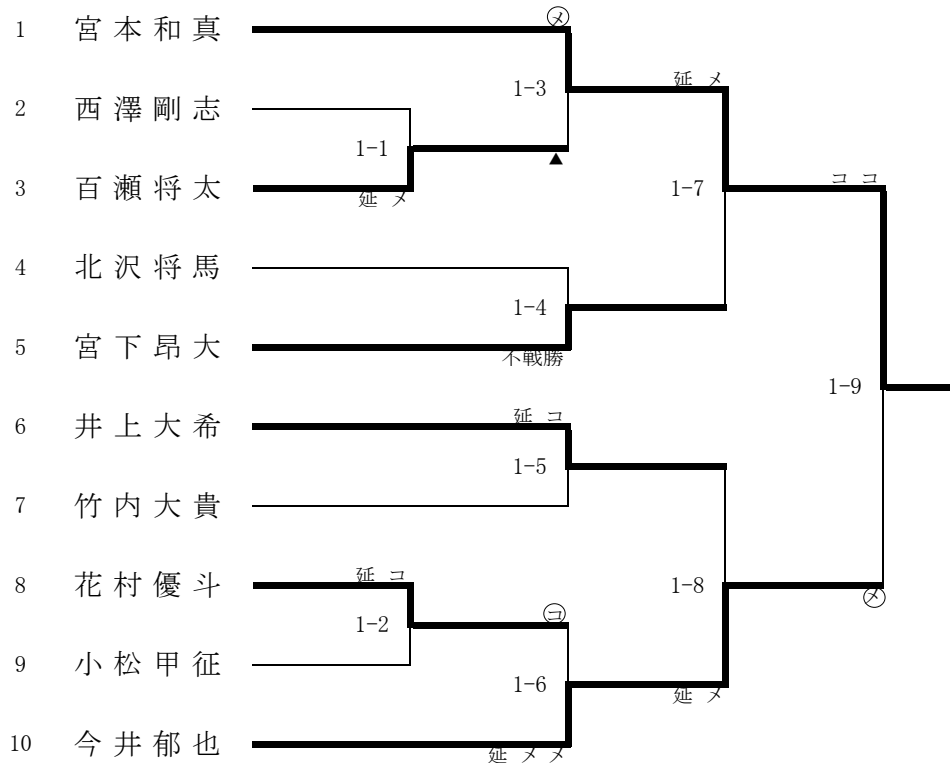 ㋱
1 宮本和真
1-3
延 メ
2 西澤剛志
1-1
▲
3 百瀬将太
延 メ
1-7
ココ
4 北沢将馬
1-4
5 宮下昂大
不戦勝
1-9
6 井上大希
延 コ
1-5
7 竹内大貴
8 花村優斗
延 コ
1-2
㋙
1-8
㋱
9 小松甲征
1-6
延 メ
10 今井郁也
延 メ メ